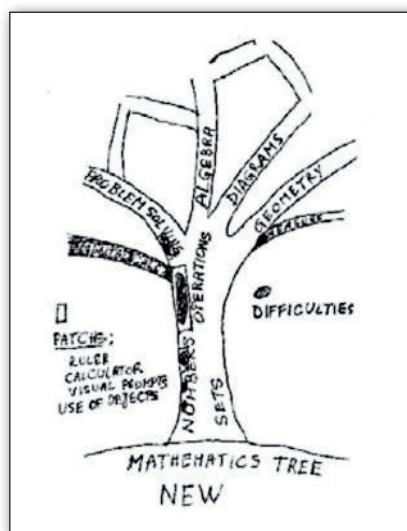 ALGEBRA
DIAGRAMS
PROBLEM SOLVING
GEOMETRY
MEASURE
OPERATIONS
NUMBERS
SETS
DIFFICULTIES
PATCHES:
RULER
CALCULATOR
VISUAL PROMPTS
USE OF OBJECTS
MATHEMATICS TREE
NEW